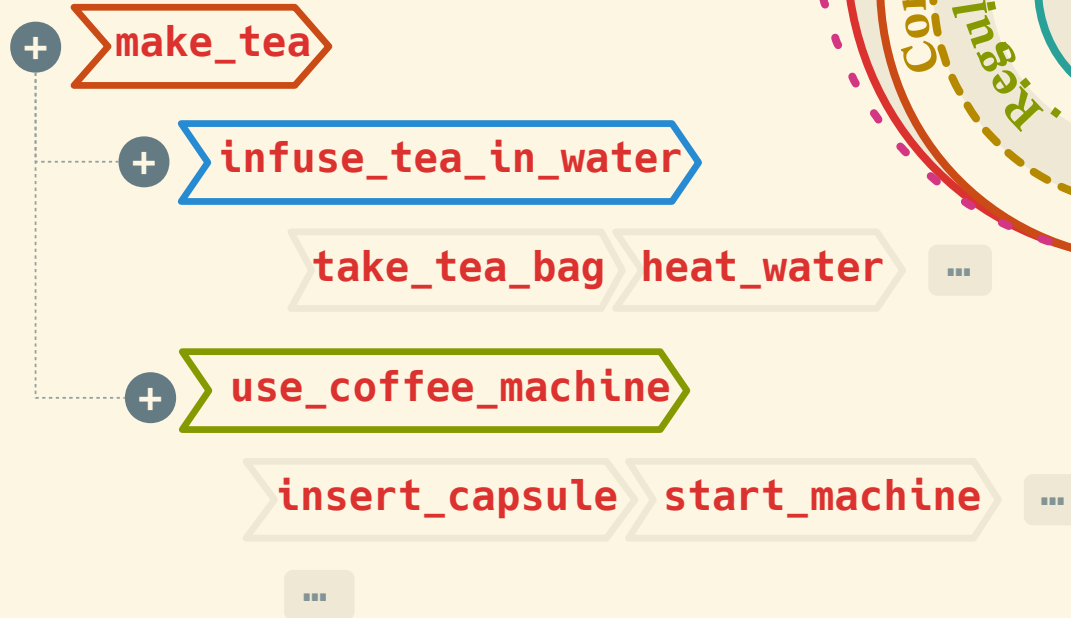 + make_tea
+ infuse_tea_in_water
take_tea_bag heat_water ...
+ use_coffee_machine
insert_capsule start_machine ...
...